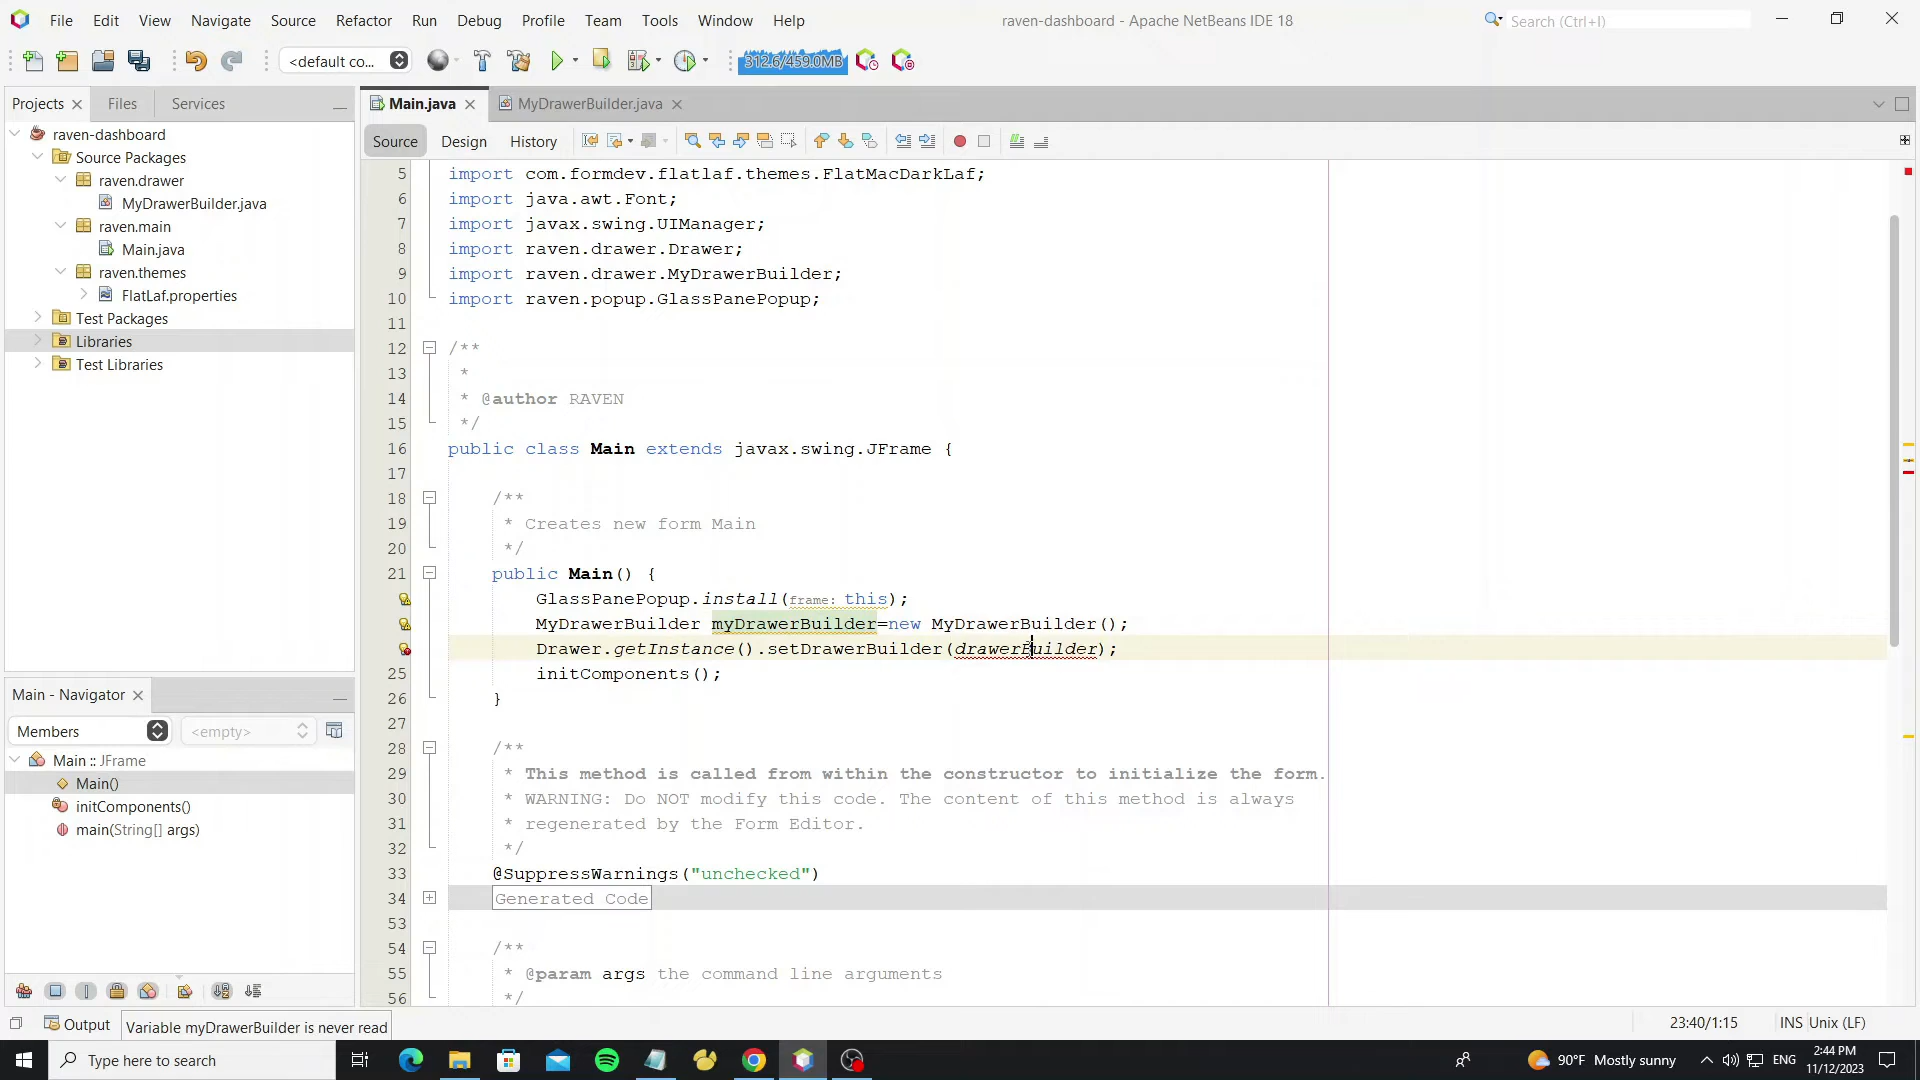 File Edit View Navigate Source Refactor Run Debug Profile Team Tools Window Help
raven-dashboard - Apache NetBeans IDE 18
Search (Ctrl+I)
<default co...
312.6/459.0MB
Projects Files Services
raven-dashboard
Source Packages
raven.drawer
MyDrawerBuilder.java
raven.main
Main.java
raven.themes
FlatLaf.properties
Test Packages
Libraries
Test Libraries
Main.java MyDrawerBuilder.java
Source Design History
5 import com.formdev.flatlaf.themes.FlatMacDarkLaf;
6 import java.awt.Font;
7 import javax.swing.UIManager;
8 import raven.drawer.Drawer;
9 import raven.drawer.MyDrawerBuilder;
10 import raven.popup.GlassPanePopup;
11
12 /**
13 *
14 * @author RAVEN
15 */
16 public class Main extends javax.swing.JFrame {
17
18 /**
19 * Creates new form Main
20 */
21 public Main() {
GlassPanePopup.install(frame: this);
MyDrawerBuilder myDrawerBuilder=new MyDrawerBuilder();
Drawer.getInstance().setDrawerBuilder(drawerBuilder);
25 initComponents();
26 }
27
28 /**
29 * This method is called from within the constructor to initialize the form.
30 * WARNING: Do NOT modify this code. The content of this method is always
31 * regenerated by the Form Editor.
32 */
33 @SuppressWarnings("unchecked")
34 Generated Code
53
54 /**
55 * @param args the command line arguments
56 */
Main - Navigator
Members <empty>
Main :: JFrame
Main()
initComponents()
main(String[] args)
Output
Variable myDrawerBuilder is never read
23:40/1:15 INS Unix (LF)
Type here to search
90°F Mostly sunny
ENG
2:44 PM
11/12/2023